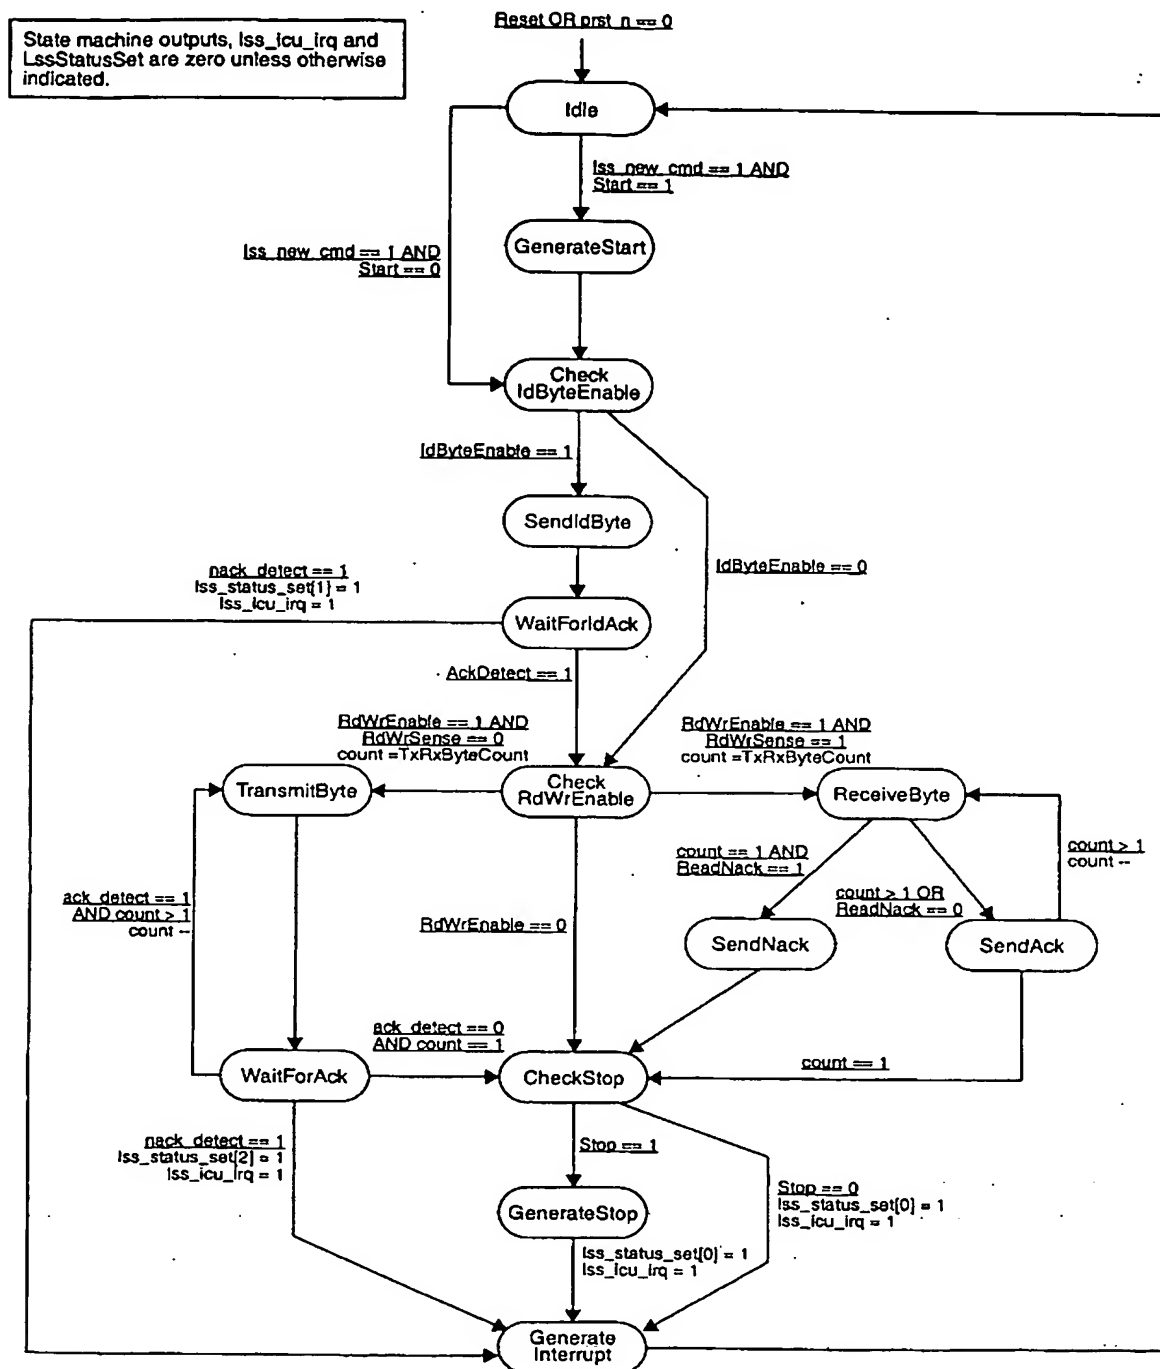 Reset OR prst_n == 0
State machine outputs, lss_icu_irq and
LssStatusSet are zero unless otherwise
indicated.
Idle
lss_new_cmd == 1 AND
Start == 1
GenerateStart
lss_new_cmd == 1 AND
Start == 0
Check
IdByteEnable
IdByteEnable == 1
SendIdByte
IdByteEnable == 0
nack_detect == 1
lss_status_set[1] = 1
lss_icu_irq = 1
WaitForIdAck
AckDetect == 1
RdWrEnable == 1 AND
RdWrSense == 0
count =TxRxByteCount
RdWrEnable == 1 AND
RdWrSense == 1
count =TxRxByteCount
TransmitByte
Check
RdWrEnable
ReceiveByte
count == 1 AND
ReadNack == 1
count > 1
count --
ack_detect == 1
AND count > 1
count --
count > 1 OR
ReadNack == 0
RdWrEnable == 0
SendNack
SendAck
ack_detect == 0
AND count == 1
WaitForAck
CheckStop
count == 1
nack_detect == 1
lss_status_set[2] = 1
lss_icu_irq = 1
Stop == 1
Stop == 0
lss_status_set[0] = 1
lss_icu_irq = 1
GenerateStop
lss_status_set[0] = 1
lss_icu_irq = 1
Generate
Interrupt